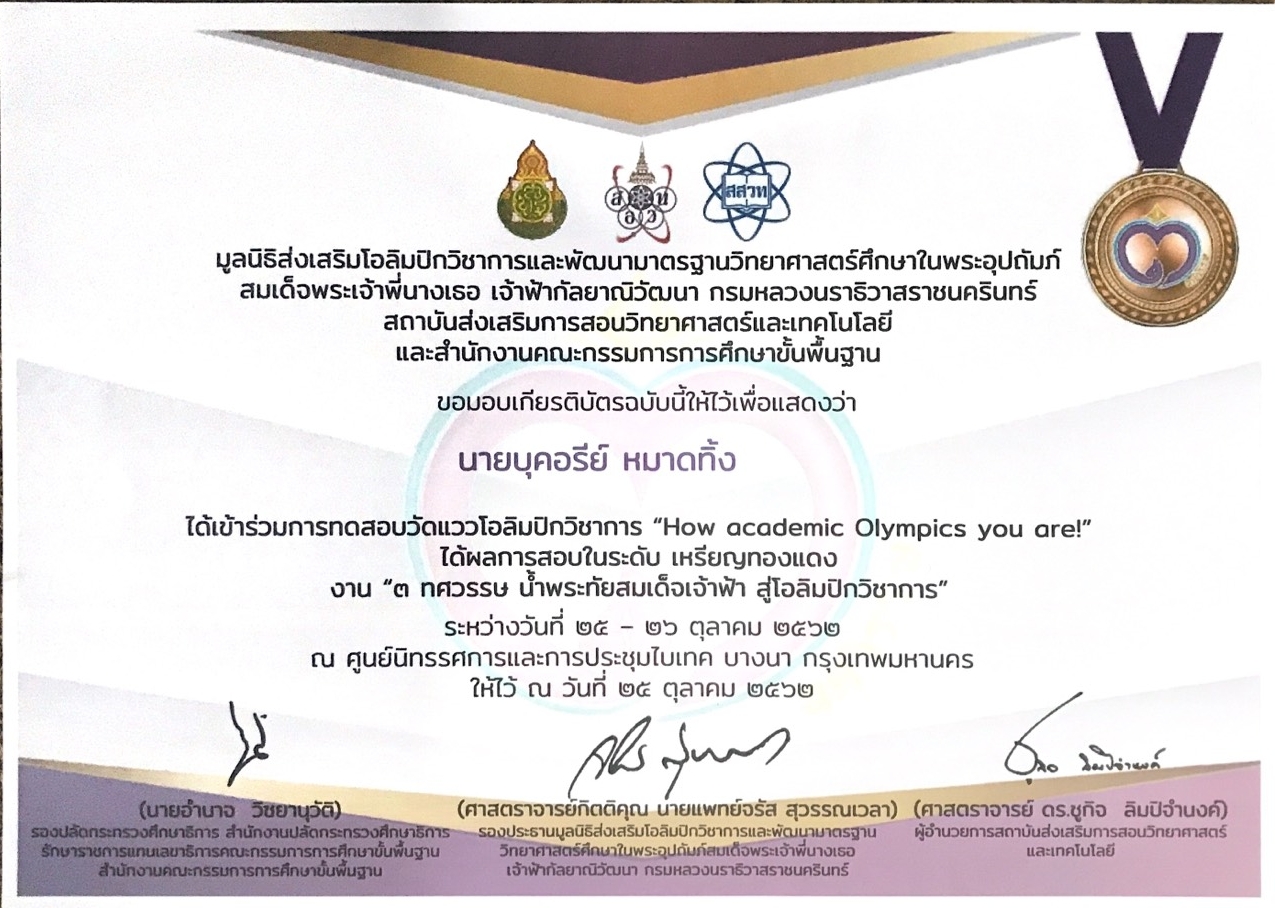 สอวน
สสวท
มูลนิธิส่งเสริมโอลิมปิกวิชาการและพัฒนามาตรฐานวิทยาศาสตร์ศึกษาในพระอุปถัมภ์
สมเด็จพระเจ้าพี่นางเธอ เจ้าฟ้ากัลยาณิวัฒนา กรมหลวงนราธิวาสราชนครินทร์
สถาบันส่งเสริมการสอนวิทยาศาสตร์และเทคโนโลยี
และสำนักงานคณะกรรมการการศึกษาขั้นพื้นฐาน
ขอมอบเกียรติบัตรฉบับนี้ให้ไว้เพื่อแสดงว่า
นายบุคอรีย์ หมาดทิ้ง
ได้เข้าร่วมการทดสอบวัดแววโอลิมปิกวิชาการ “How academic Olympics you are!”
ได้ผลการสอบในระดับ เหรียญทองแดง
งาน “๓ ทศวรรษ น้ำพระทัยสมเด็จเจ้าฟ้า สู่โอลิมปิกวิชาการ”
ระหว่างวันที่ ๒๕ – ๒๖ ตุลาคม ๒๕๖๒
ณ ศูนย์นิทรรศการและการประชุมไบเทค บางนา กรุงเทพมหานคร
ให้ไว้ ณ วันที่ ๒๕ ตุลาคม ๒๕๖๒
(นายอำนาจ วิชยานุวัติ)
รองปลัดกระทรวงศึกษาธิการ สำนักงานปลัดกระทรวงศึกษาธิการ
รักษาราชการแทนเลขาธิการคณะกรรมการการศึกษาขั้นพื้นฐาน
สำนักงานคณะกรรมการการศึกษาขั้นพื้นฐาน
(ศาสตราจารย์กิตติคุณ นายแพทย์จรัส สุวรรณเวลา)
รองประธานมูลนิธิส่งเสริมโอลิมปิกวิชาการและพัฒนามาตรฐาน
วิทยาศาสตร์ศึกษาในพระอุปถัมภ์สมเด็จพระเจ้าพี่นางเธอ
เจ้าฟ้ากัลยาณิวัฒนา กรมหลวงนราธิวาสราชนครินทร์
ชูกิจ ลิมปิจำนงค์
(ศาสตราจารย์ ดร.ชูกิจ ลิมปิจำนงค์)
ผู้อำนวยการสถาบันส่งเสริมการสอนวิทยาศาสตร์
และเทคโนโลยี